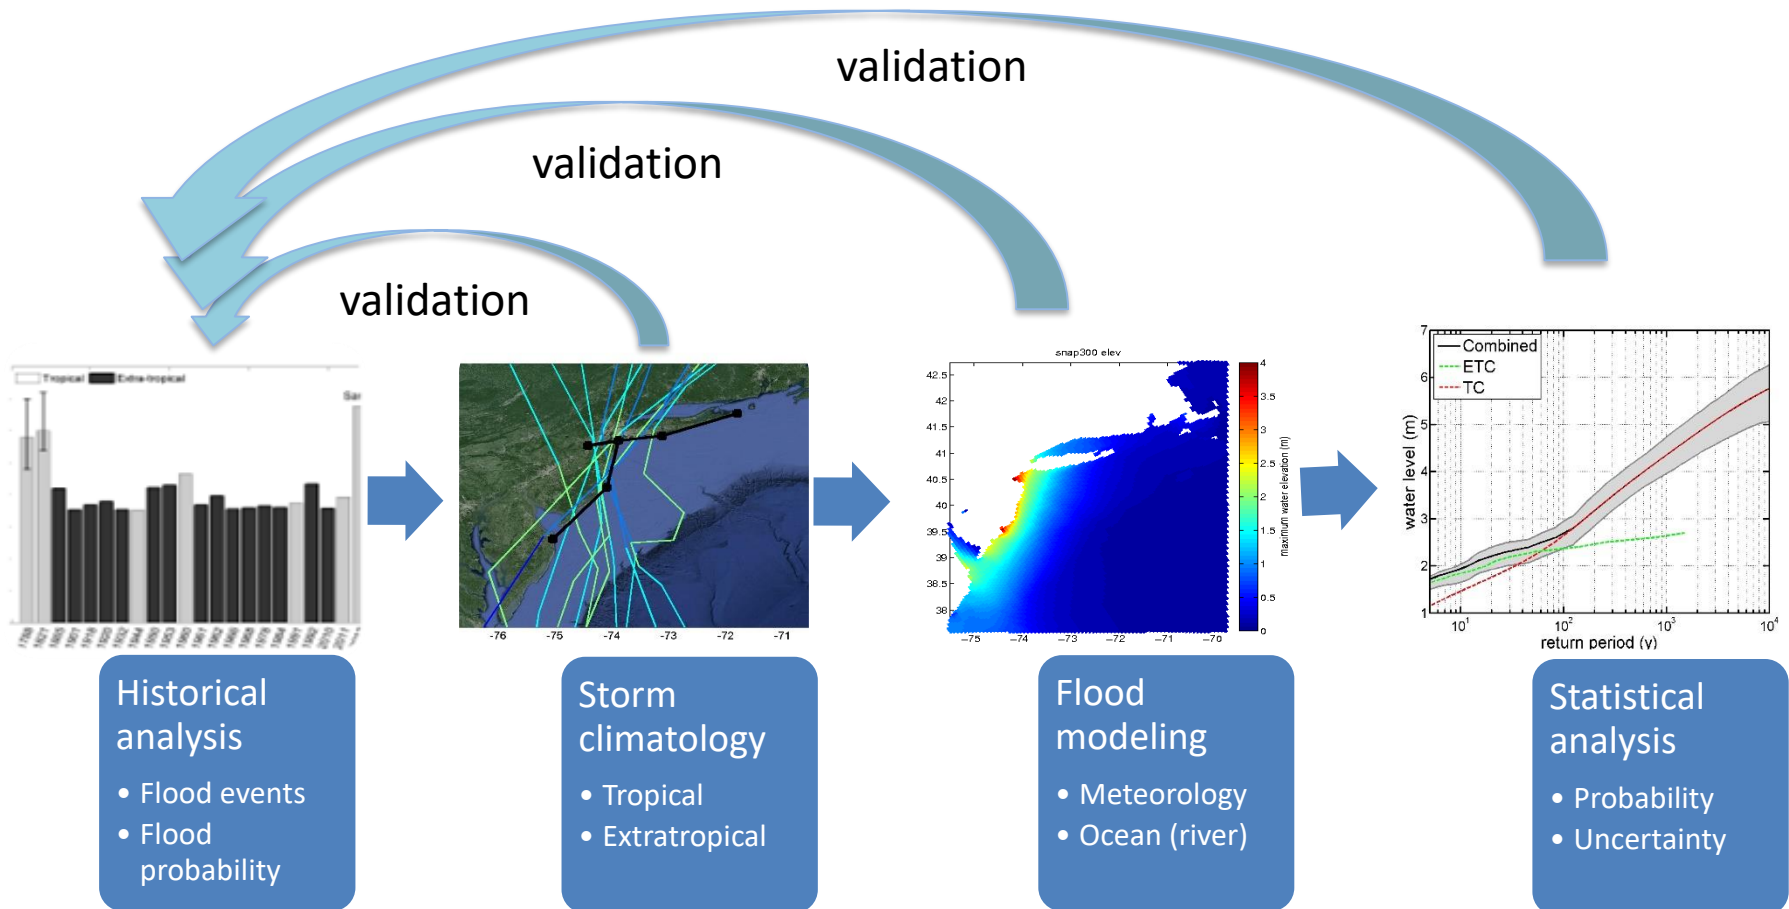 validation
validation
validation
Tropical Extra-tropical
-76 -75 -74 -73 -72 -71
snap300 elev
42.5
42
41.5
41
40.5
40
39.5
39
38.5
38
-75 -74 -73 -72 -71 -70
4
3.5
3
2.5
2
1.5
1
0.5
0
maximum water elevation (m)
7
6
5
4
3
2
1
water level (m)
Combined
ETC
TC
10¹ 10² 10³ 10⁴
return period (y)
Historical
analysis
• Flood events
• Flood
probability
Storm
climatology
• Tropical
• Extratropical
Flood
modeling
• Meteorology
• Ocean (river)
Statistical
analysis
• Probability
• Uncertainty